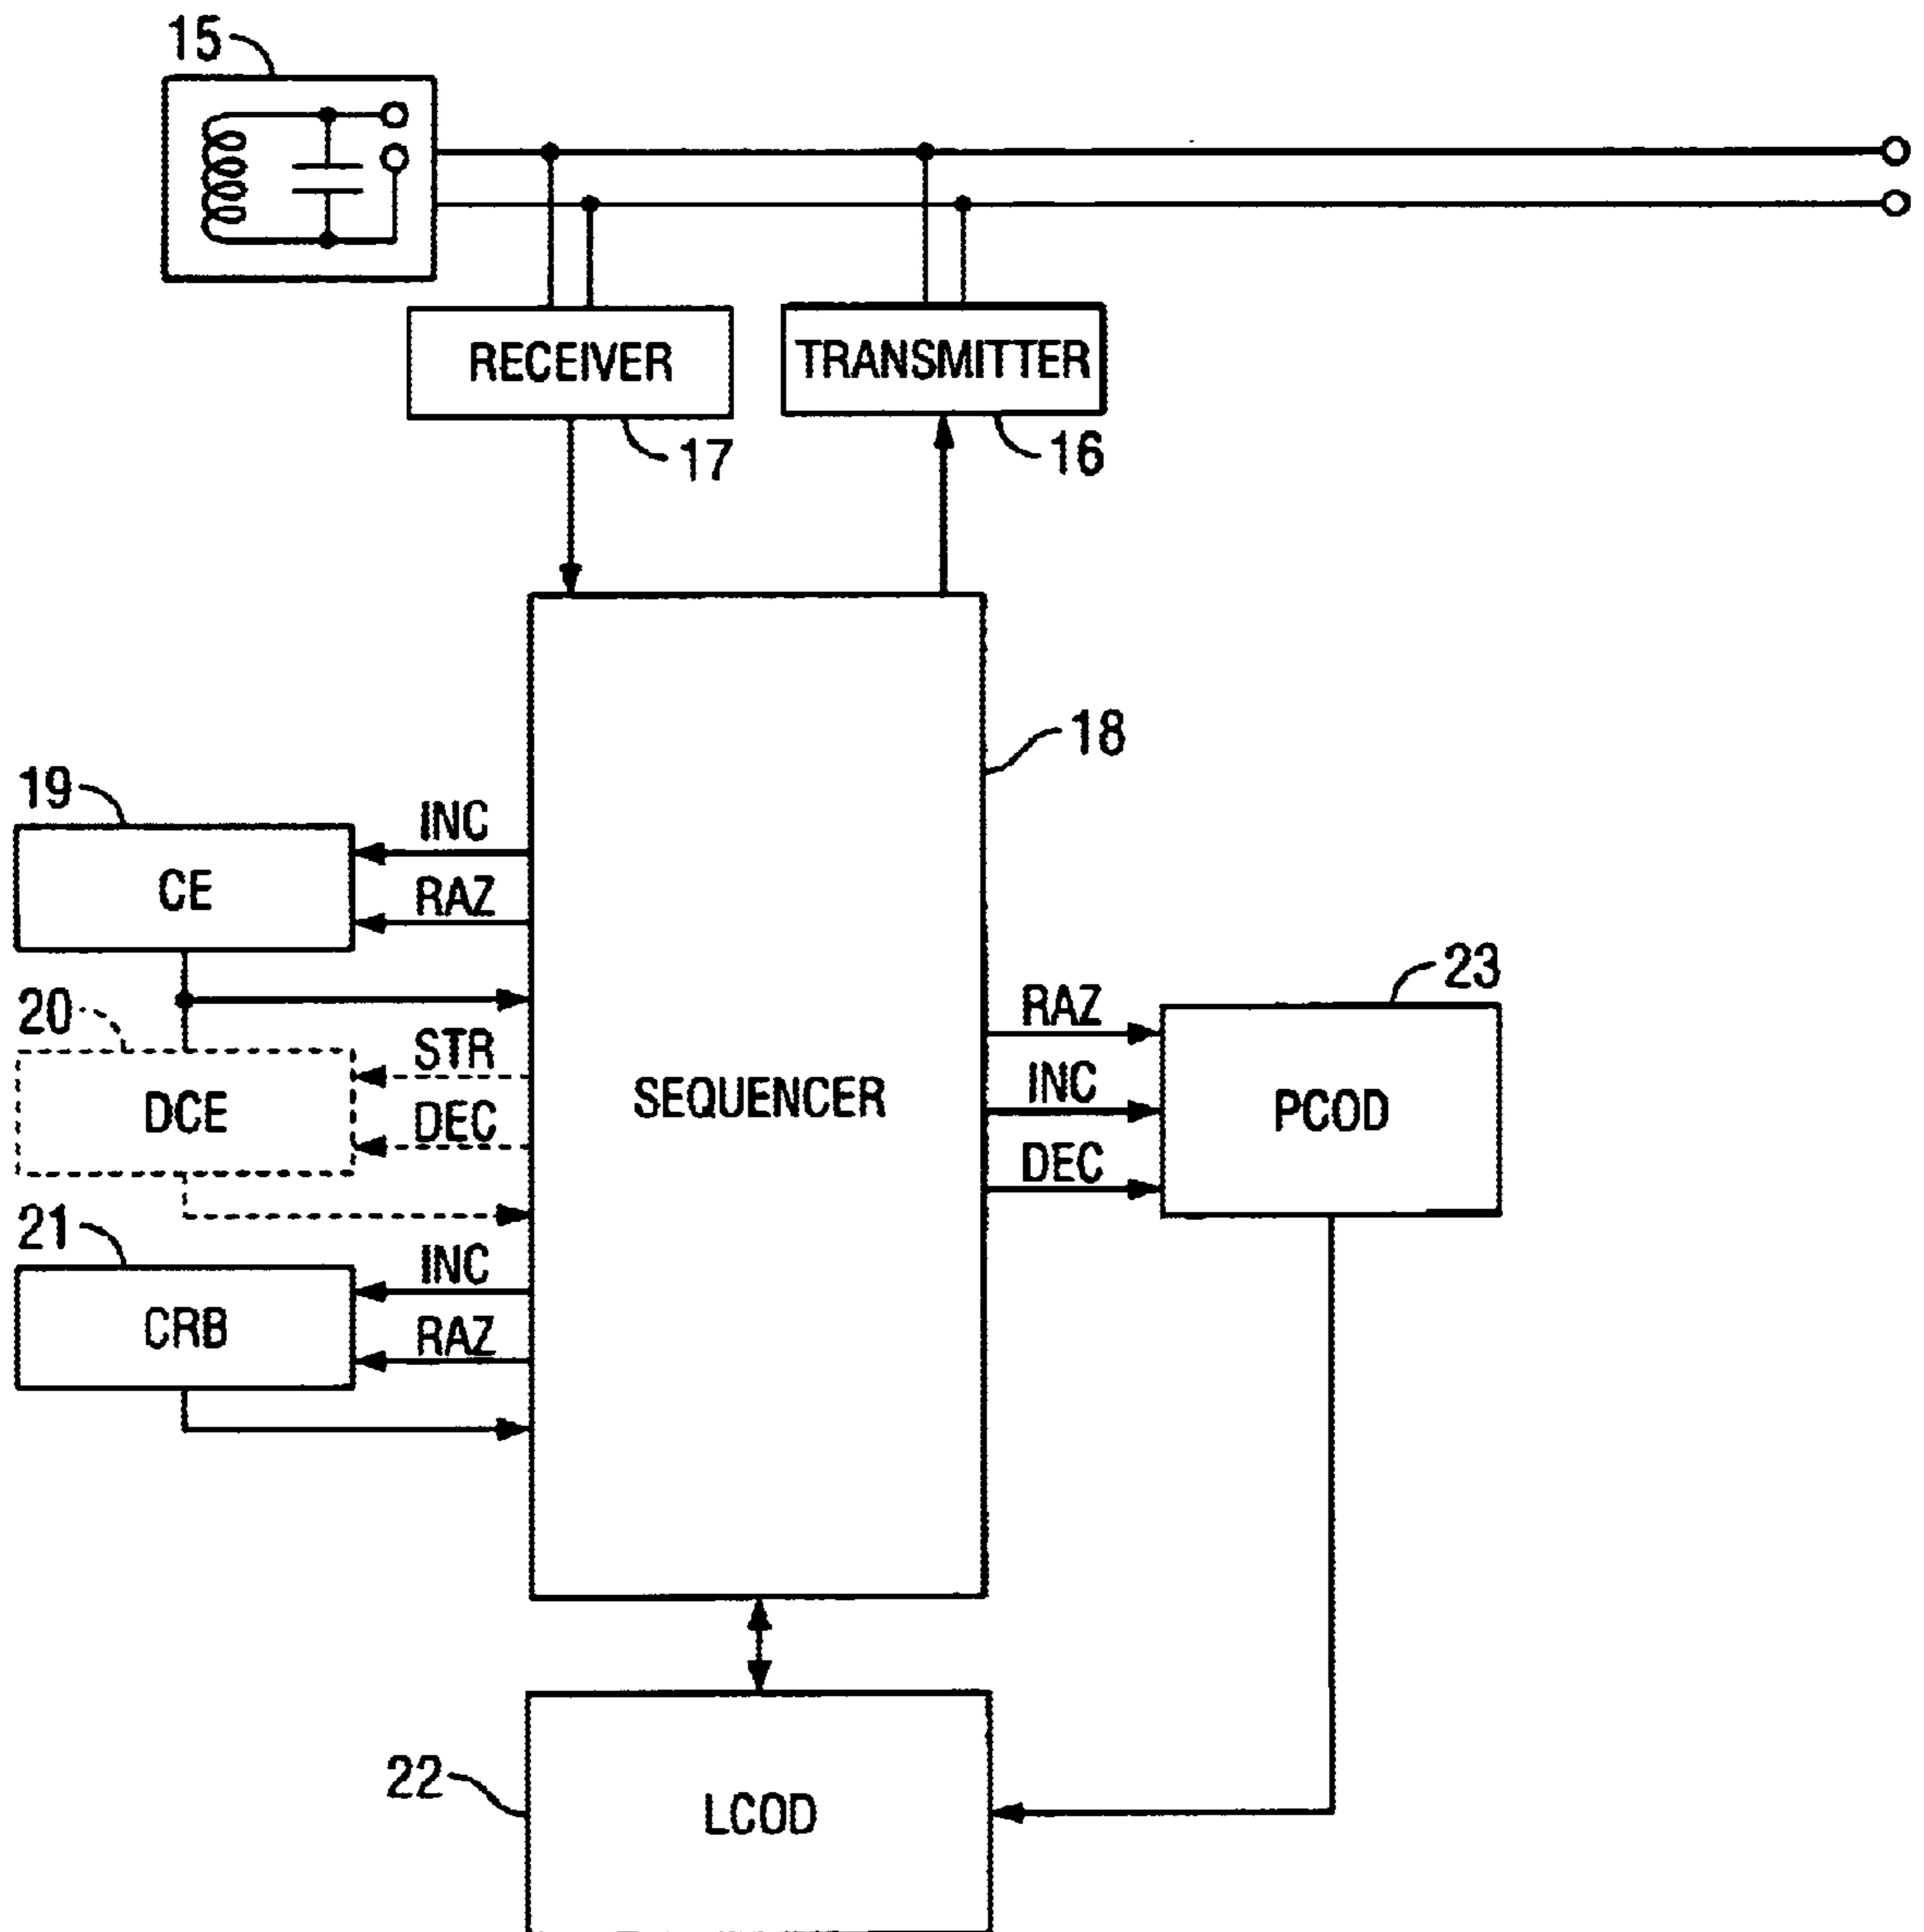 15
RECEIVER
TRANSMITTER
17
16
18
19
INC
CE
RAZ
20
STR
DCE
DEC
SEQUENCER
23
RAZ
INC
PCOD
DEC
21
INC
CRB
RAZ
22
LCOD